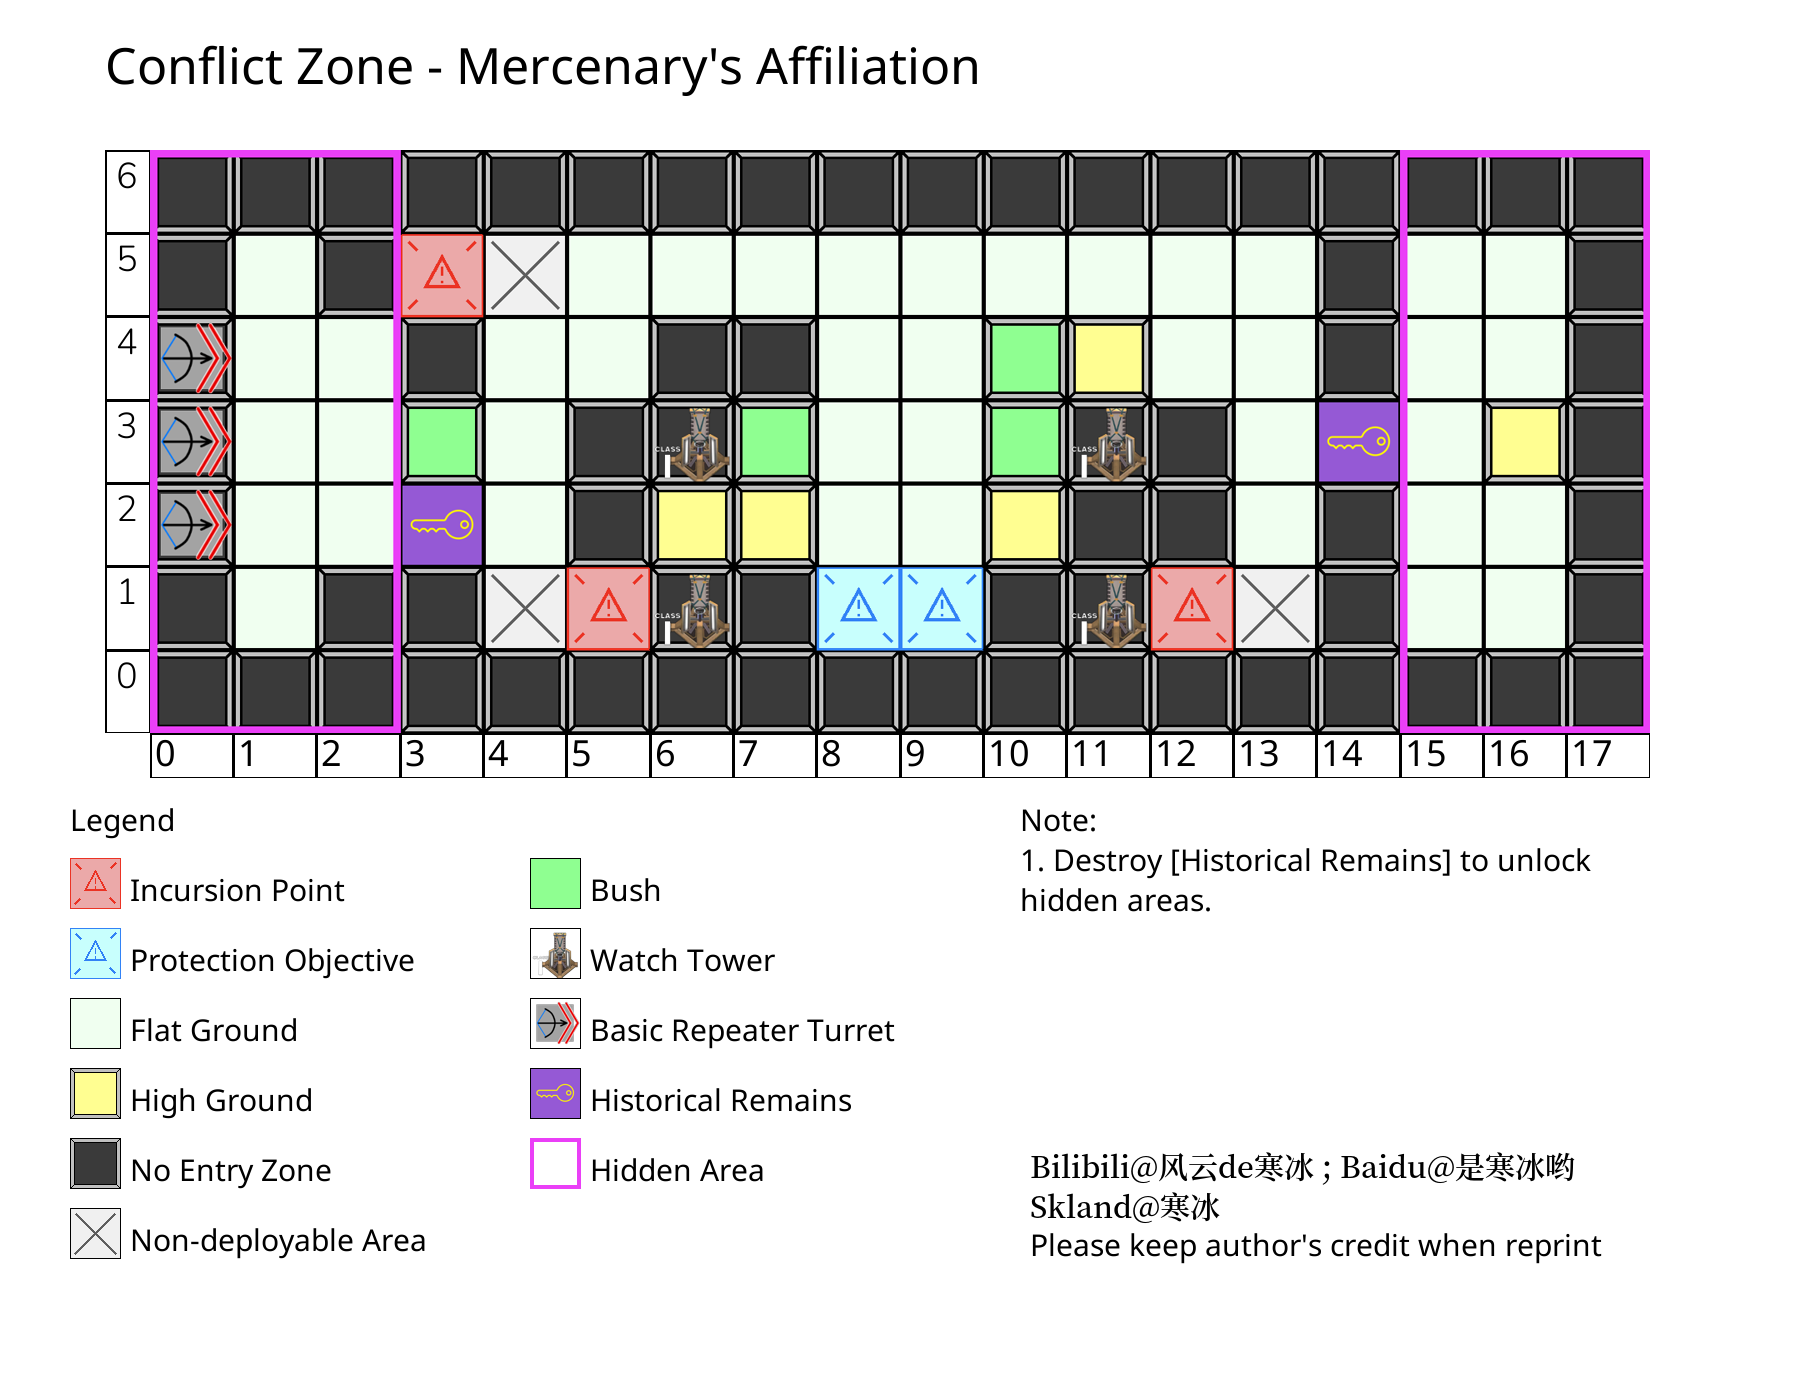 Conflict Zone - Mercenary's Affiliation
6
5
4
3
CLASS
CLASS
2
1
CLASS
CLASS
0
0 1 2 3 4 5 6 7 8 9 10 11 12 13 14 15 16 17
Legend
Incursion Point
Protection Objective
Flat Ground
High Ground
No Entry Zone
Non-deployable Area
Bush
Watch Tower
Basic Repeater Turret
Historical Remains
Hidden Area
Note:
1. Destroy [Historical Remains] to unlock
hidden areas.
Bilibili@风云de寒冰 ; Baidu@是寒冰哟
Skland@寒冰
Please keep author's credit when reprint